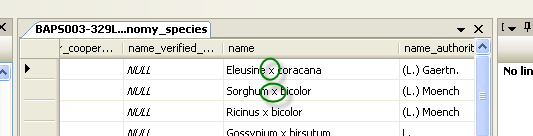 BAPS003-329L...nomy_species
y_cooper... name_verified_... name name_authorit
NULL Eleusine x coracana (L.) Gaertn.
NULL Sorghum x bicolor (L.) Moench
NULL Ricinus x bicolor (L.) Moench
NULL Gossypium x hirsutum L.
No lin